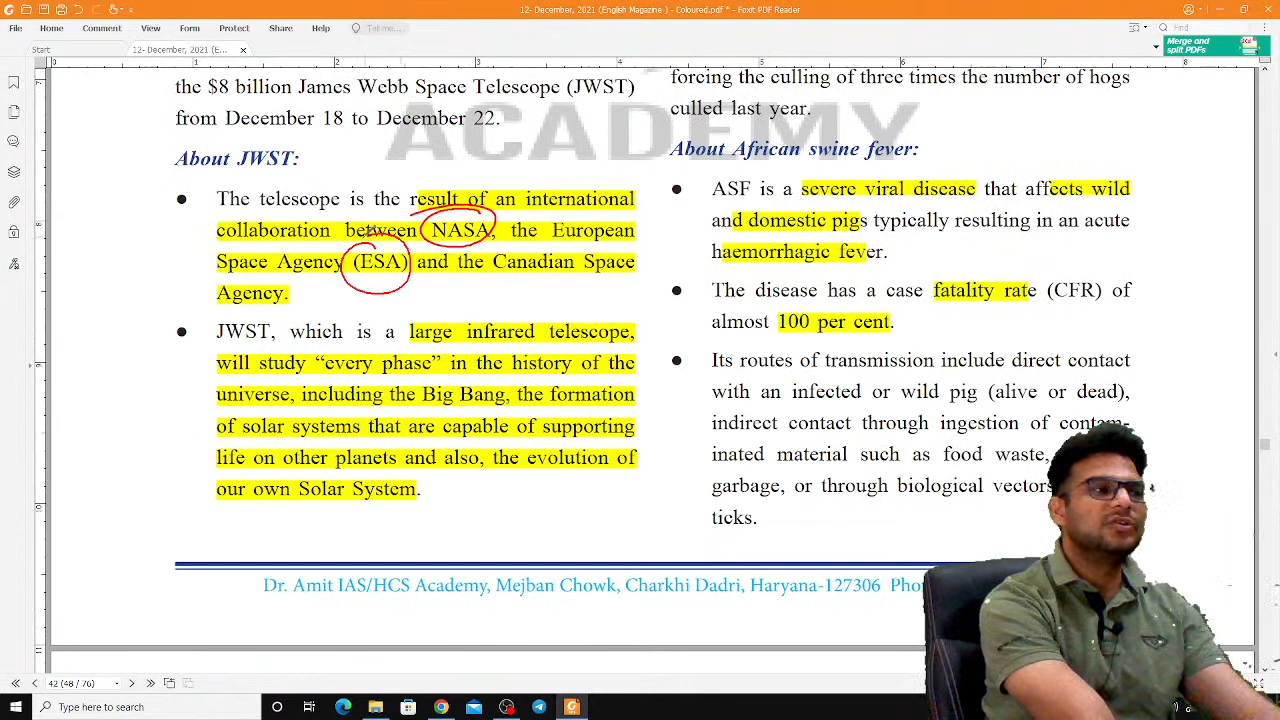 12- December, 2021 (English Magazine ) - Coloured.pdf * - Foxit PDF Reader
File Home Comment View Form Protect Share Help Tell me... Find
Start 12- December, 2021 (E... Merge and split PDFs
the $8 billion James Webb Space Telescope (JWST)
from December 18 to December 22.
About JWST:
● The telescope is the result of an international
collaboration between NASA, the European
Space Agency (ESA) and the Canadian Space
Agency.
● JWST, which is a large infrared telescope,
will study “every phase” in the history of the
universe, including the Big Bang, the formation
of solar systems that are capable of supporting
life on other planets and also, the evolution of
our own Solar System.
forcing the culling of three times the number of hogs
culled last year.
ACADEMY
About African swine fever:
● ASF is a severe viral disease that affects wild
and domestic pigs typically resulting in an acute
haemorrhagic fever.
● The disease has a case fatality rate (CFR) of
almost 100 per cent.
● Its routes of transmission include direct contact
with an infected or wild pig (alive or dead),
indirect contact through ingestion of contam-
inated material such as food waste,
garbage, or through biological vectors
ticks.
Dr. Amit IAS/HCS Academy, Mejban Chowk, Charkhi Dadri, Haryana-127306 Pho
42 (48 / 76)
Type here to search